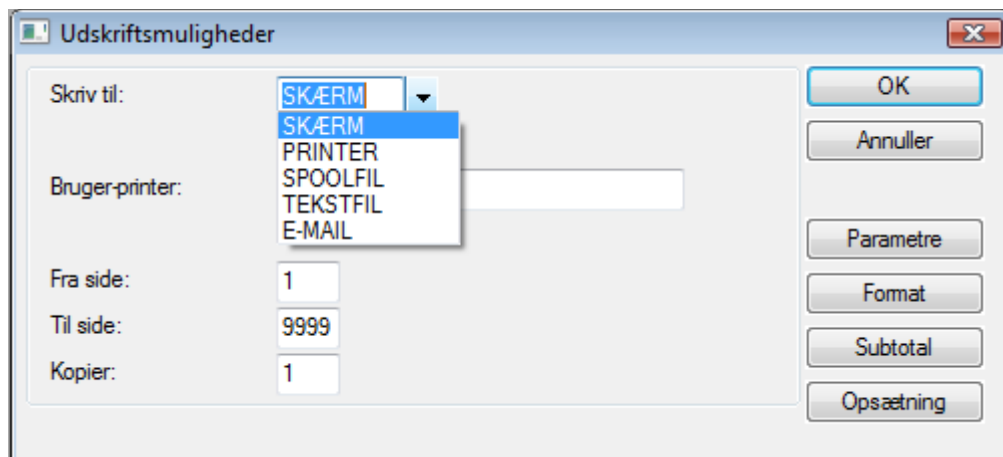 Udskriftsmuligheder
Skriv til:
SKÆRM
SKÆRM
PRINTER
SPOOLFIL
TEKSTFIL
E-MAIL
Bruger-printer:
Fra side:
1
Til side:
9999
Kopier:
1
OK
Annuller
Parametre
Format
Subtotal
Opsætning